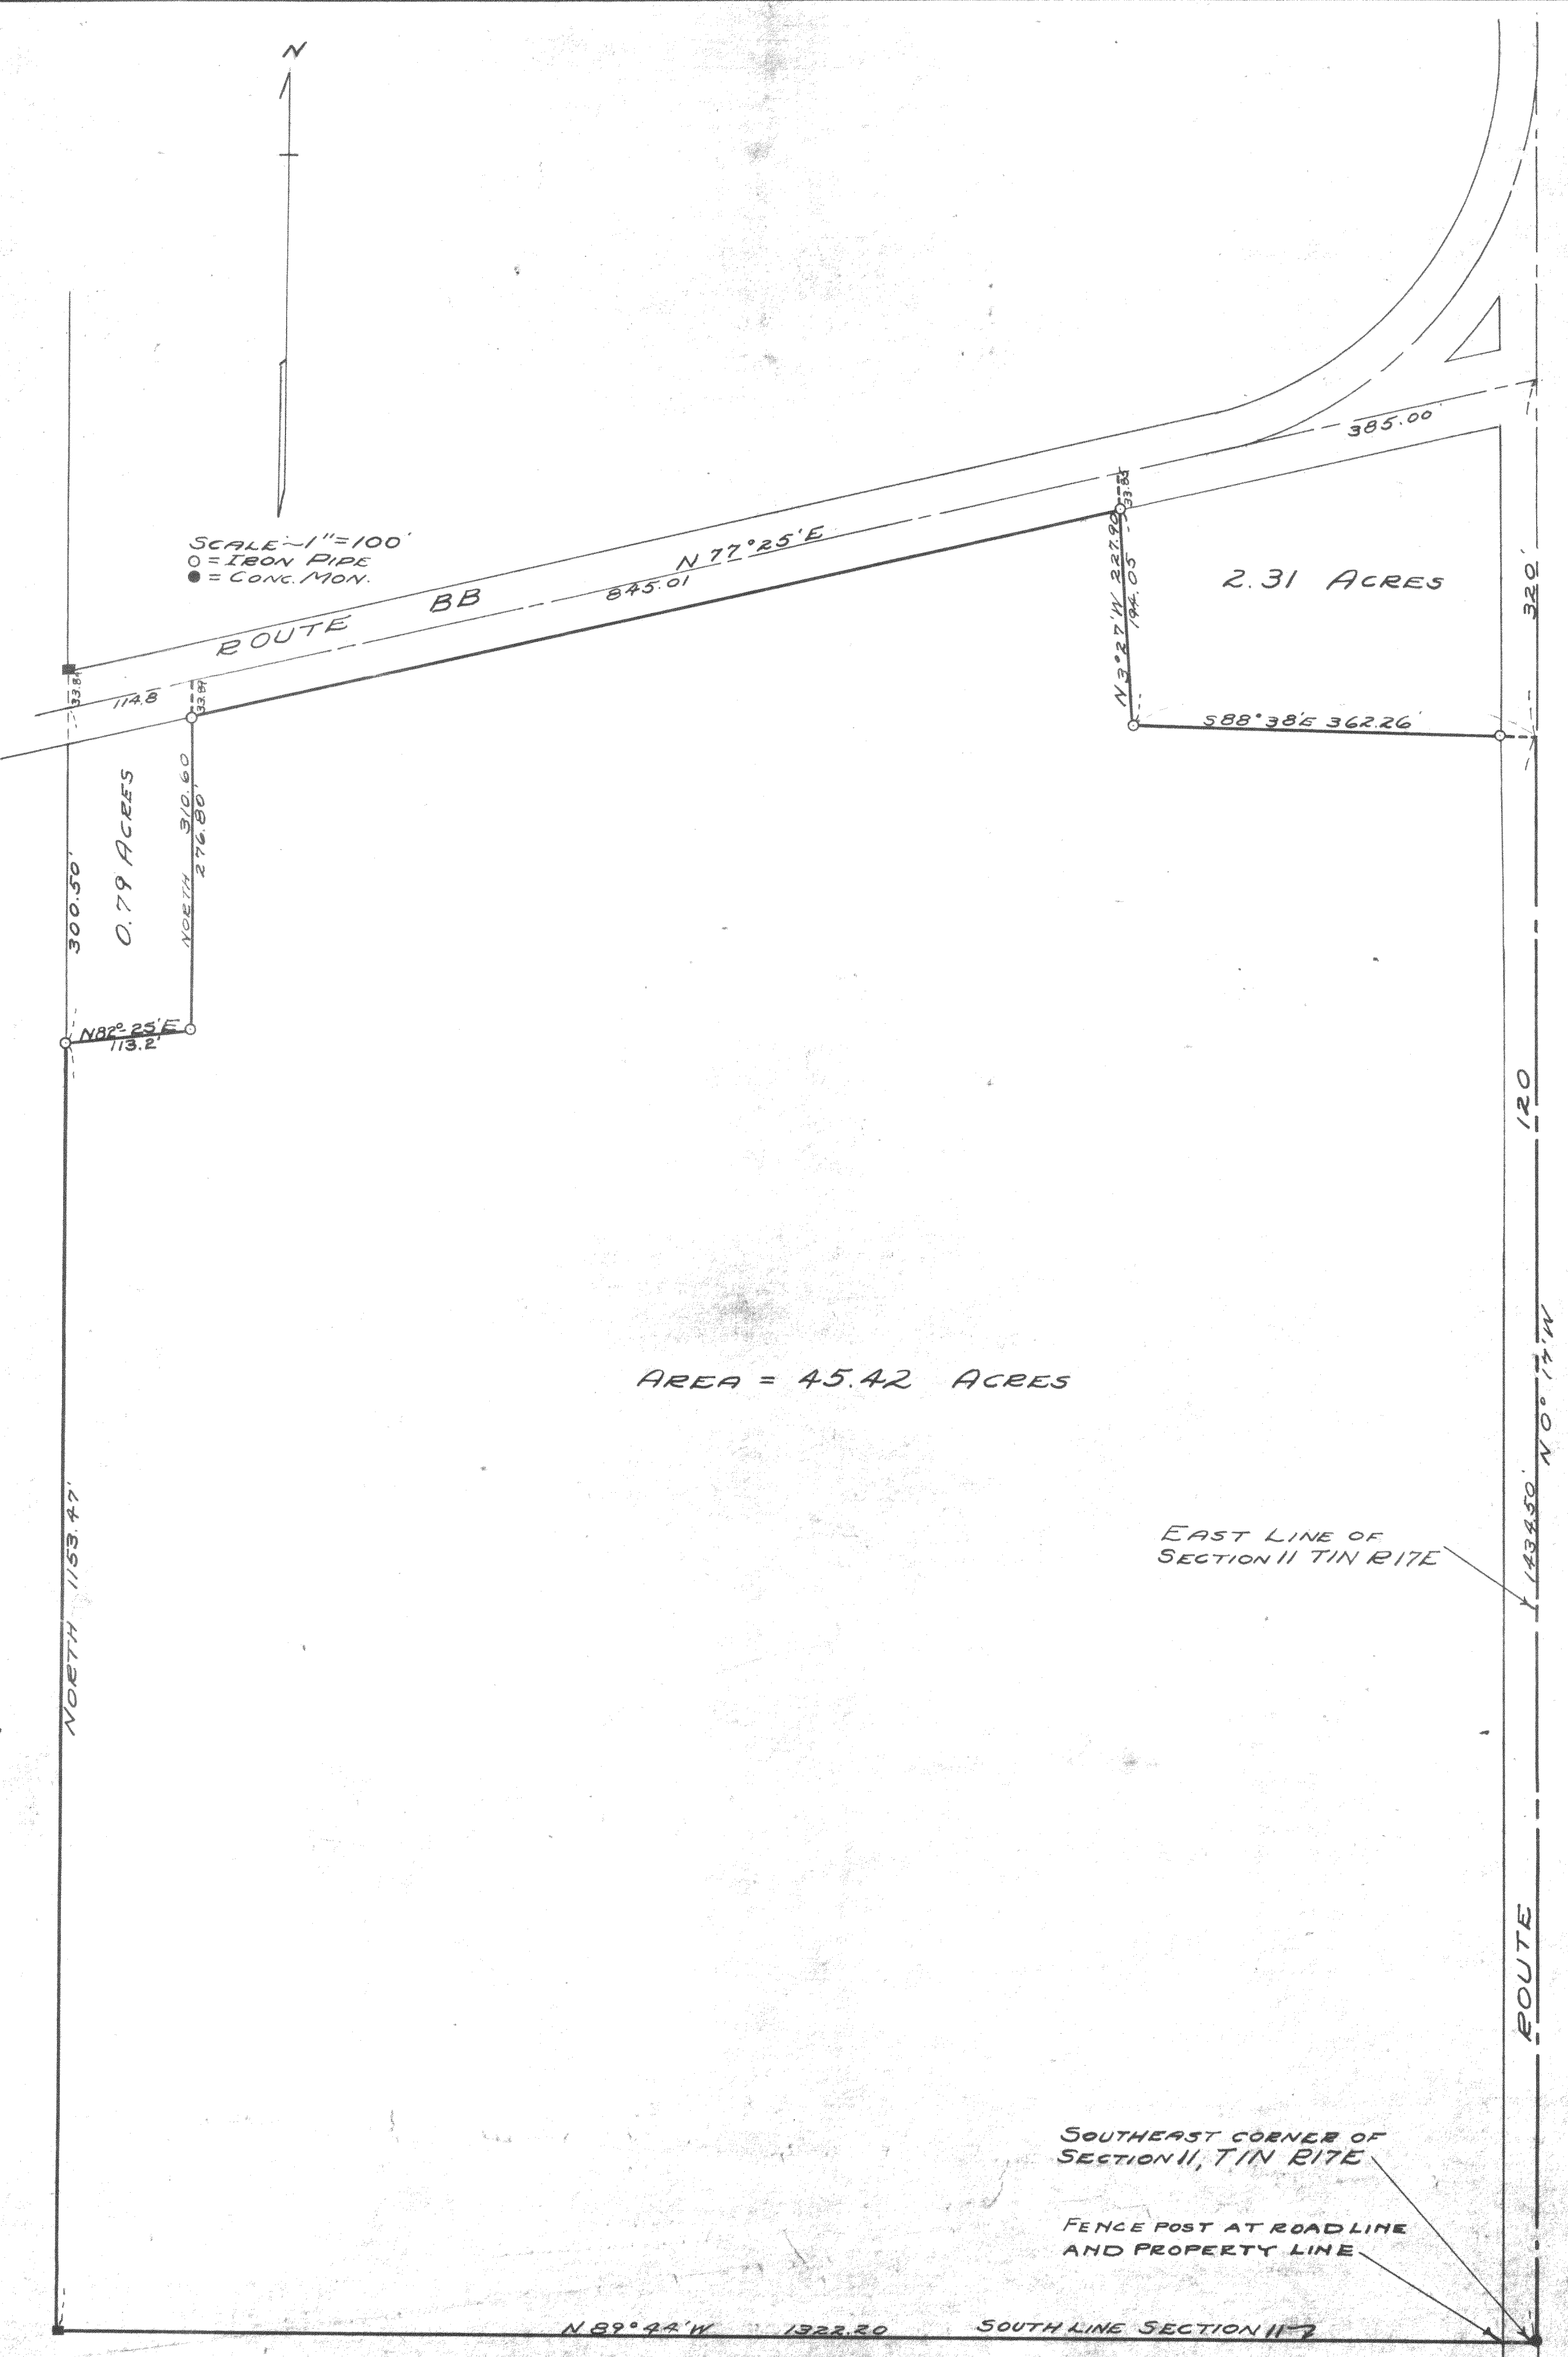 N
385.00'
SCALE~1"=100'
○ = IRON PIPE
● = CONC. MON.
N 77°25'E
845.01
ROUTE BB
33.85
N 3°27'W 227.90
194.05
2.31 ACRES
320'
33.84
114.8
33.89
S88°38'E 362.26'
300.50'
0.79 ACRES
NORTH 310.60
276.80'
N82°-25'E
113.2'
120
AREA = 45.42 ACRES
N 0° 17'W
1434.50'
EAST LINE OF
SECTION 11 T1N R17E
NORTH 1153.47'
ROUTE
SOUTHEAST CORNER OF
SECTION 11, T1N R17E
FENCE POST AT ROAD LINE
AND PROPERTY LINE
N 89°44'W 1322.20 SOUTH LINE SECTION 11